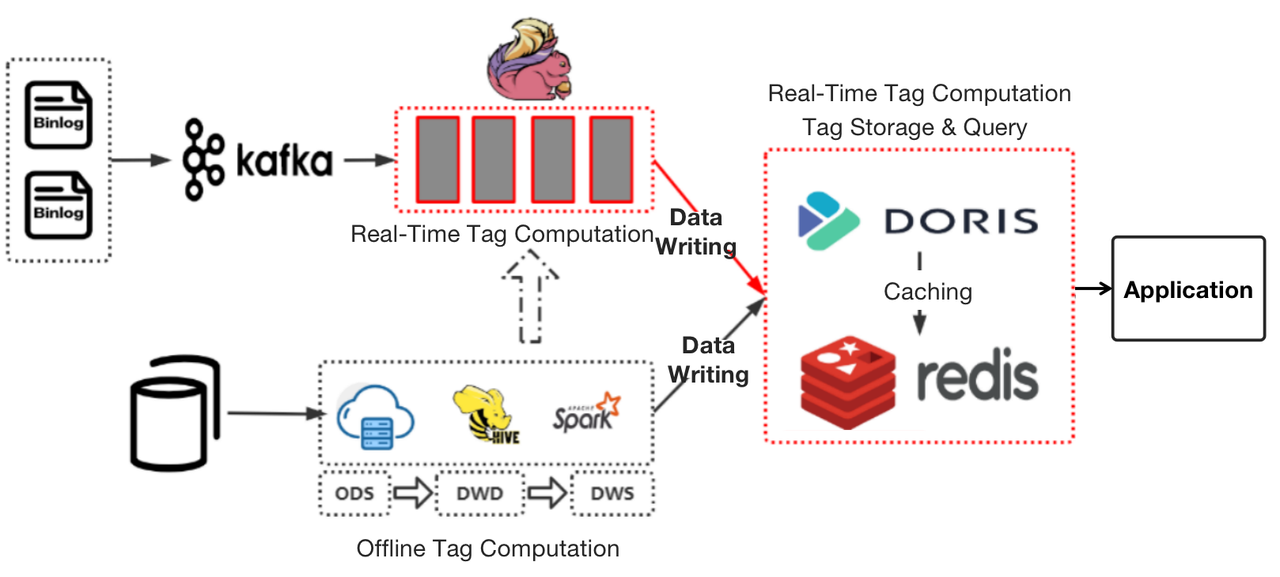 Binlog
Binlog
kafka
Real-Time Tag Computation
Data
Writing
Real-Time Tag Computation
Tag Storage & Query
DORIS
Caching
redis
Application
Data
Writing
HIVE
APACHE
Spark
ODS
DWD
DWS
Offline Tag Computation